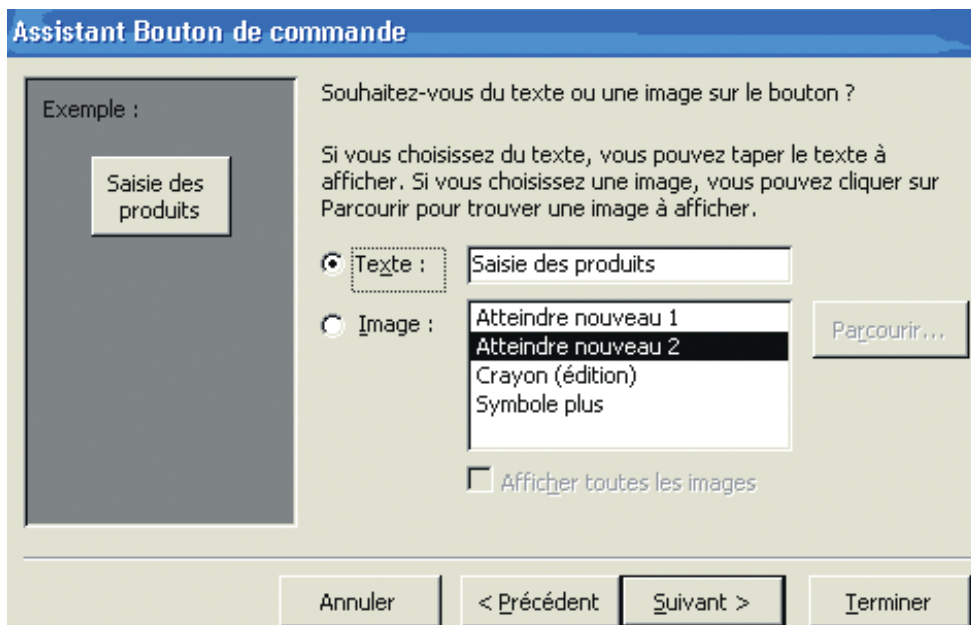 Assistant Bouton de commande
Exemple :
Saisie des
produits
Souhaitez-vous du texte ou une image sur le bouton ?
Si vous choisissez du texte, vous pouvez taper le texte à
afficher. Si vous choisissez une image, vous pouvez cliquer sur
Parcourir pour trouver une image à afficher.
Texte : Saisie des produits
Image :
Atteindre nouveau 1
Atteindre nouveau 2
Crayon (édition)
Symbole plus
Parcourir...
Afficher toutes les images
Annuler < Précédent Suivant > Terminer